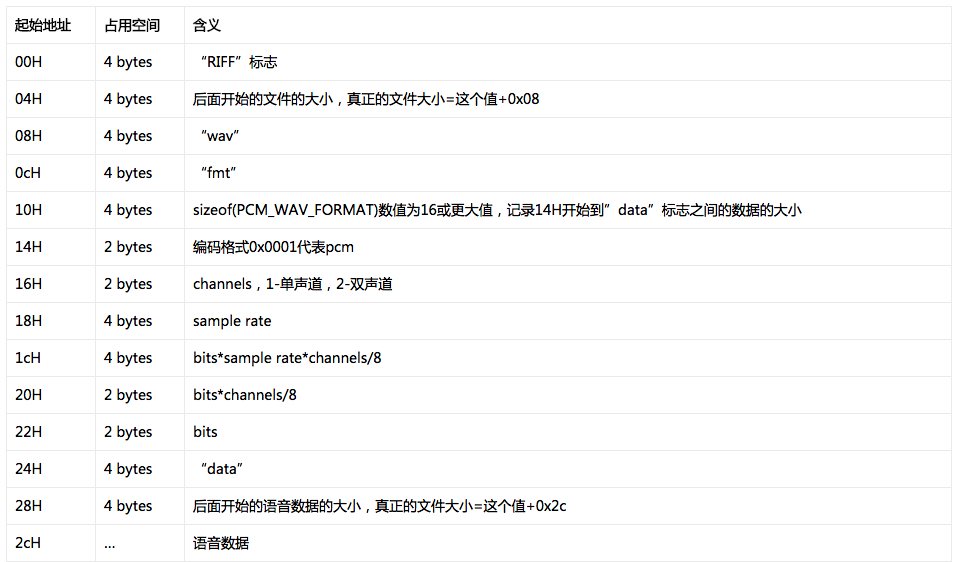 起始地址 占用空间 含义
00H 4 bytes “RIFF”标志
04H 4 bytes 后面开始的文件的大小，真正的文件大小=这个值+0x08
08H 4 bytes “wav”
0cH 4 bytes “fmt”
10H 4 bytes sizeof(PCM_WAV_FORMAT)数值为16或更大值，记录14H开始到”data”标志之间的数据的大小
14H 2 bytes 编码格式0x0001代表pcm
16H 2 bytes channels，1-单声道，2-双声道
18H 4 bytes sample rate
1cH 4 bytes bits*sample rate*channels/8
20H 2 bytes bits*channels/8
22H 2 bytes bits
24H 4 bytes “data”
28H 4 bytes 后面开始的语音数据的大小，真正的文件大小=这个值+0x2c
2cH ... 语音数据